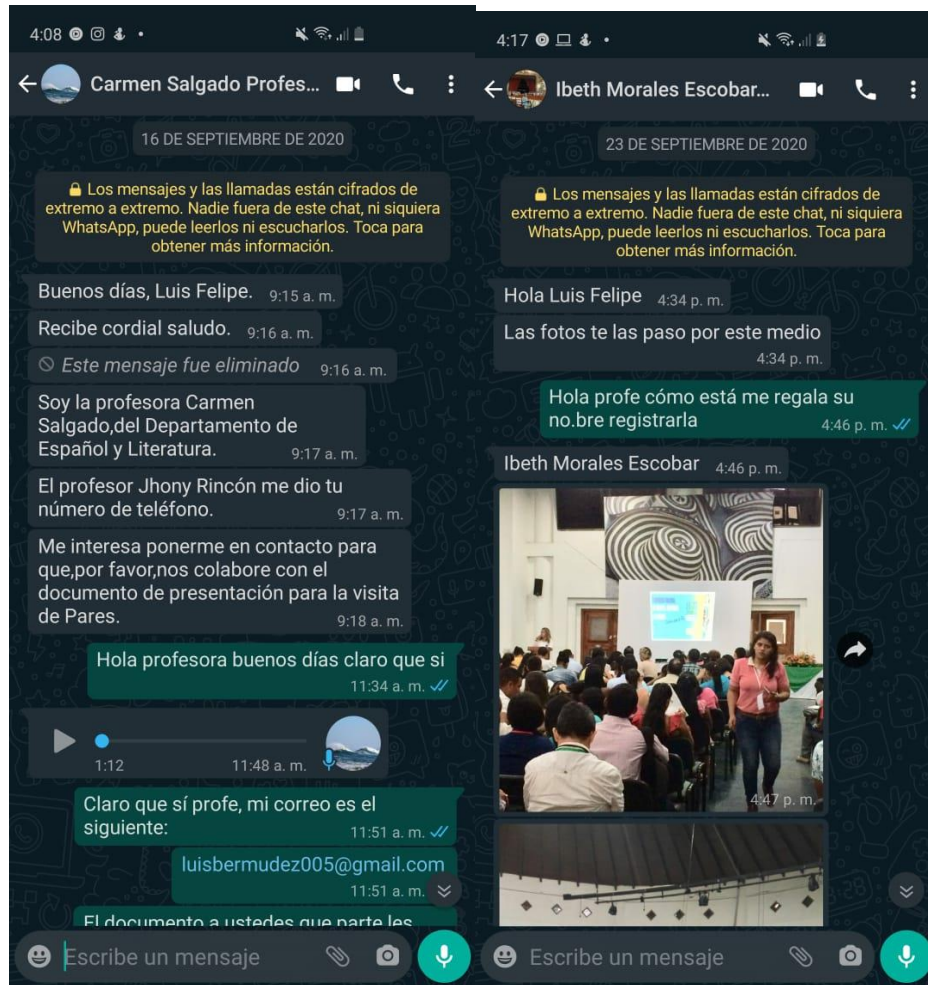 4:08
Carmen Salgado Profes...
16 DE SEPTIEMBRE DE 2020
Los mensajes y las llamadas están cifrados de
extremo a extremo. Nadie fuera de este chat, ni siquiera
WhatsApp, puede leerlos ni escucharlos. Toca para
obtener más información.
Buenos días, Luis Felipe. 9:15 a. m.
Recibe cordial saludo. 9:16 a. m.
Este mensaje fue eliminado 9:16 a. m.
Soy la profesora Carmen
Salgado,del Departamento de
Español y Literatura. 9:17 a. m.
El profesor Jhony Rincón me dio tu
número de teléfono. 9:17 a. m.
Me interesa ponerme en contacto para
que,por favor,nos colabore con el
documento de presentación para la visita
de Pares. 9:18 a. m.
Hola profesora buenos días claro que si
11:34 a. m.
1:12 11:48 a. m.
Claro que sí profe, mi correo es el
siguiente: 11:51 a. m.
luisbermudez005@gmail.com
11:51 a. m.
El documento a ustedes que parte les
Escribe un mensaje
4:17
Ibeth Morales Escobar...
23 DE SEPTIEMBRE DE 2020
Los mensajes y las llamadas están cifrados de
extremo a extremo. Nadie fuera de este chat, ni siquiera
WhatsApp, puede leerlos ni escucharlos. Toca para
obtener más información.
Hola Luis Felipe 4:34 p. m.
Las fotos te las paso por este medio
4:34 p. m.
Hola profe cómo está me regala su
no.bre registrarla 4:46 p. m.
Ibeth Morales Escobar 4:46 p. m.
4:47 p. m.
Escribe un mensaje